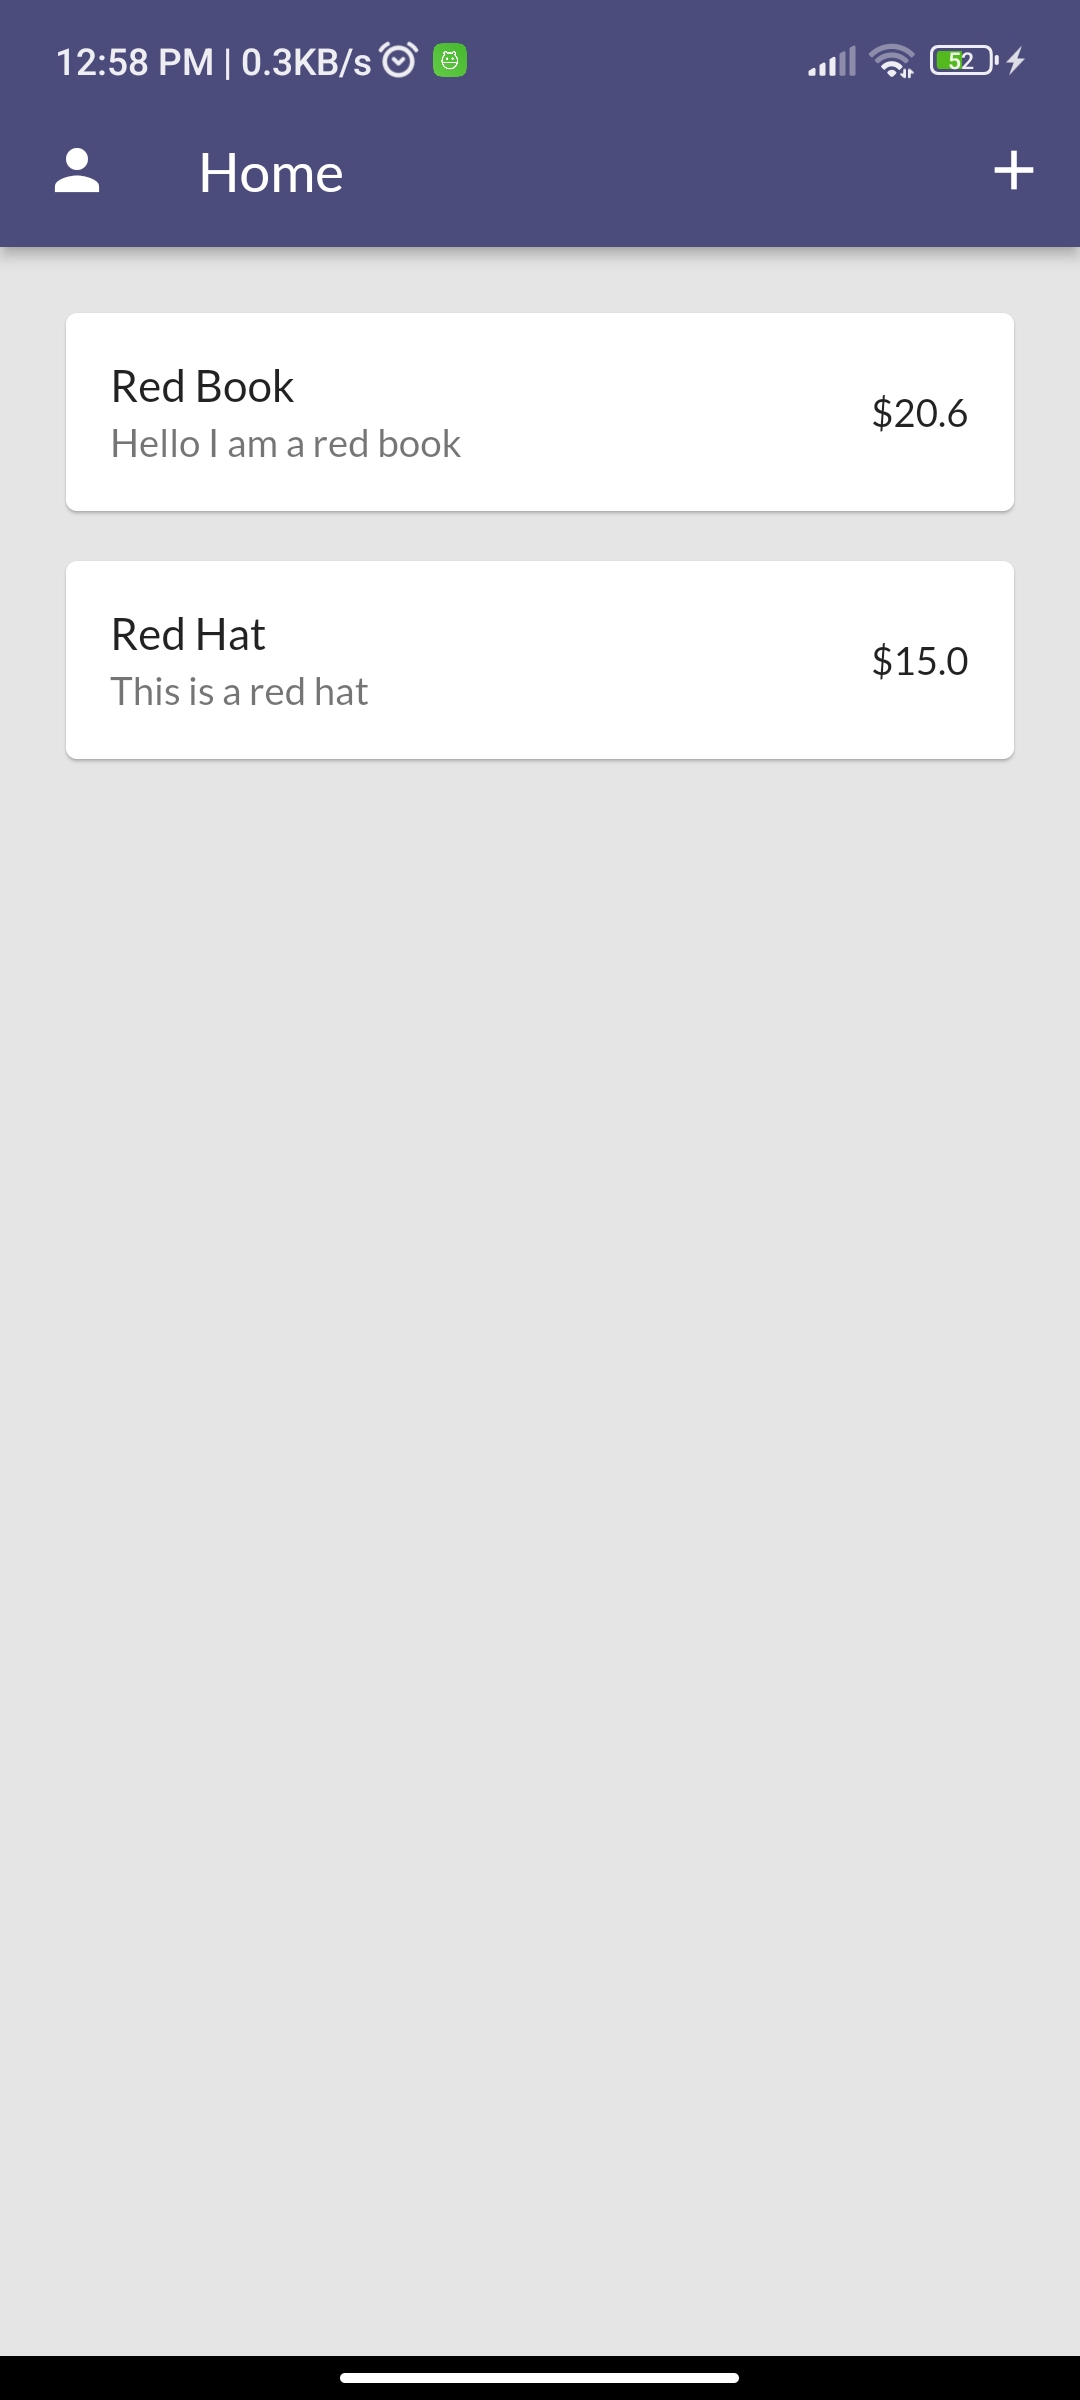 12:58 PM | 0.3KB/s
52
Home
Red Book
Hello I am a red book
$20.6
Red Hat
This is a red hat
$15.0